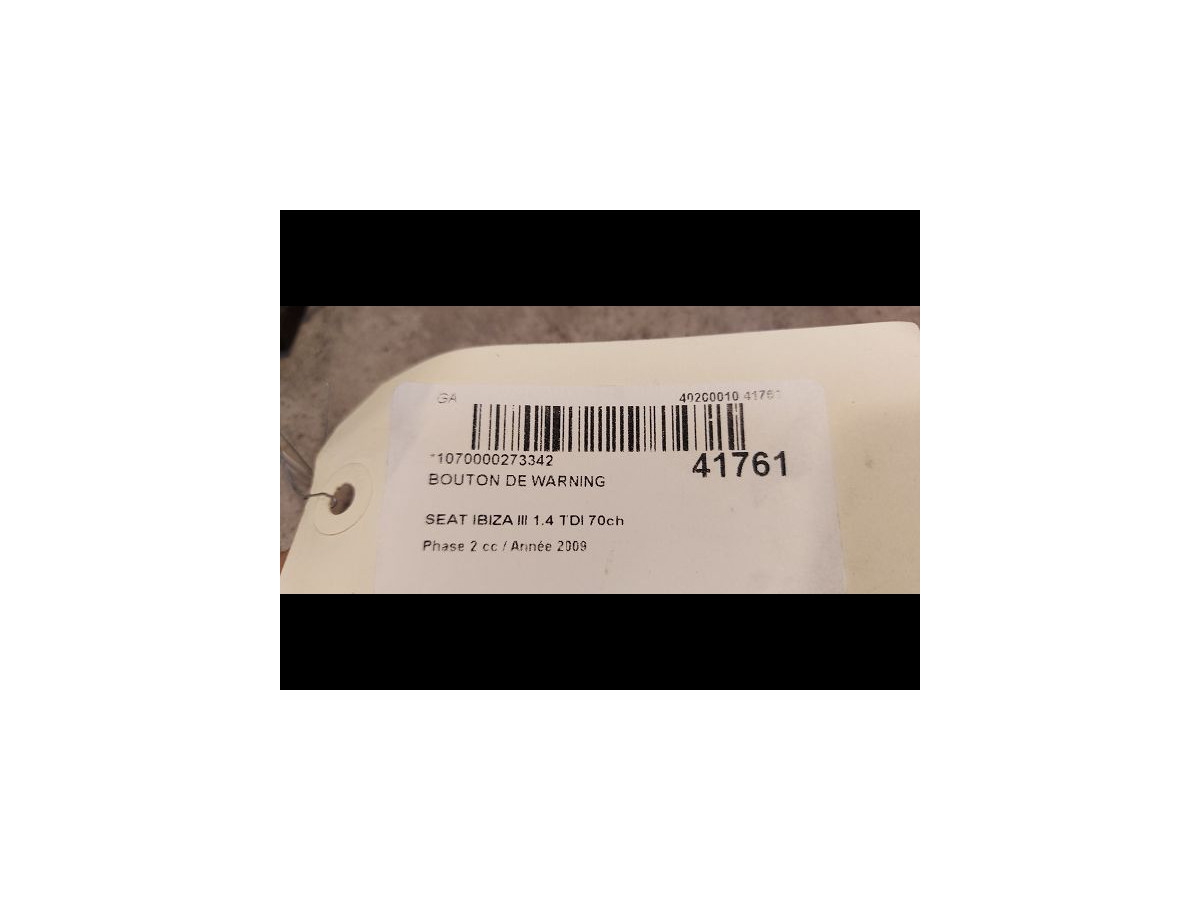 GA 40200010 41761
*1070000273342
41761
BOUTON DE WARNING
SEAT IBIZA III 1.4 TDI 70ch
Phase 2 cc / Année 2009